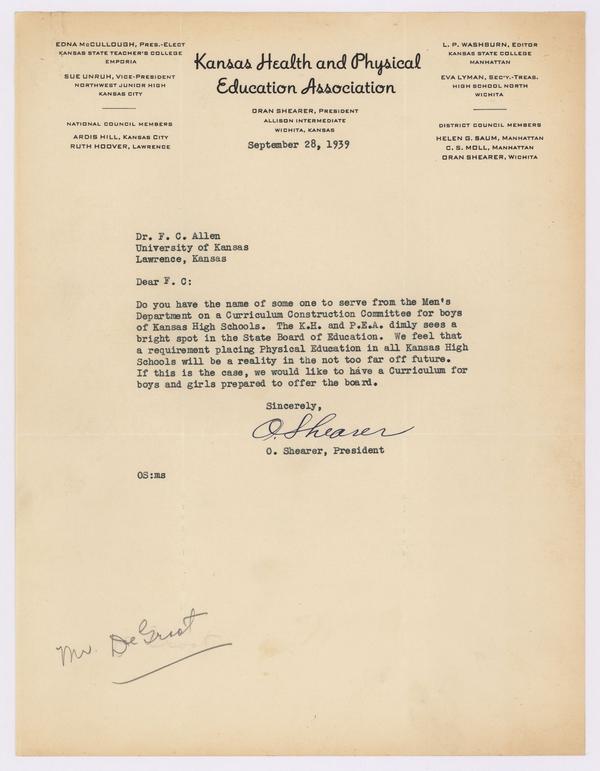 EDNA McCULLOUGH, PRES.-ELECT
KANSAS STATE TEACHER'S COLLEGE
EMPORIA
SUE UNRUH, VICE-PRESIDENT
NORTHWEST JUNIOR HIGH
KANSAS CITY
NATIONAL COUNCIL MEMBERS
ARDIS HILL, KANSAS CITY
RUTH HOOVER, LAWRENCE
Kansas Health and Physical
Education Association
ORAN SHEARER, PRESIDENT
ALLISON INTERMEDIATE
WICHITA, KANSAS
L. P. WASHBURN, EDITOR
KANSAS STATE COLLEGE
MANHATTAN
EVA LYMAN, SEC'Y.-TREAS.
HIGH SCHOOL NORTH
WICHITA
DISTRICT COUNCIL MEMBERS
HELEN G. SAUM, MANHATTAN
C. S. MOLL, MANHATTAN
ORAN SHEARER, WICHITA
September 28, 1939
Dr. F. C. Allen
University of Kansas
Lawrence, Kansas
Dear F. C:
Do you have the name of some one to serve from the Men's
Department on a Curriculum Construction Committee for boys
of Kansas High Schools. The K.H. and P.E.A. dimly sees a
bright spot in the State Board of Education. We feel that
a requirement placing Physical Education in all Kansas High
Schools will be a reality in the not too far off future.
If this is the case, we would like to have a Curriculum for
boys and girls prepared to offer the board.
Sincerely,
O. Shearer
O. Shearer, President
OS:ms
Mr. DeGroot